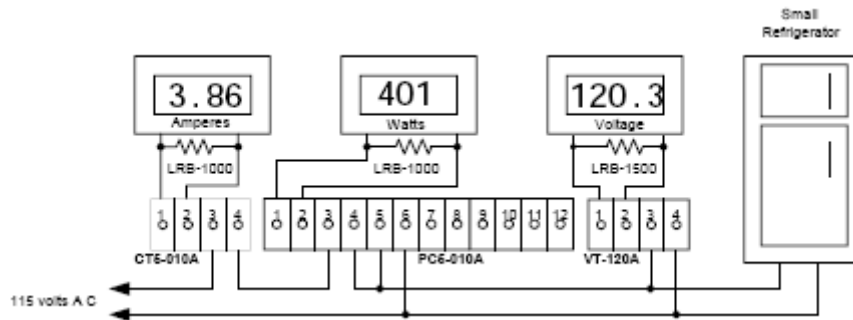 Small
Refrigerator
3.86
401
120.3
Amperes
Watts
Voltage
LRB-1000
LRB-1000
LRB-1500
1 2 3 4
1 2 3 4 5 6 7 8 9 10 11 12
1 2 3 4
CT5-010A
PC5-010A
VT-120A
115 volts A C